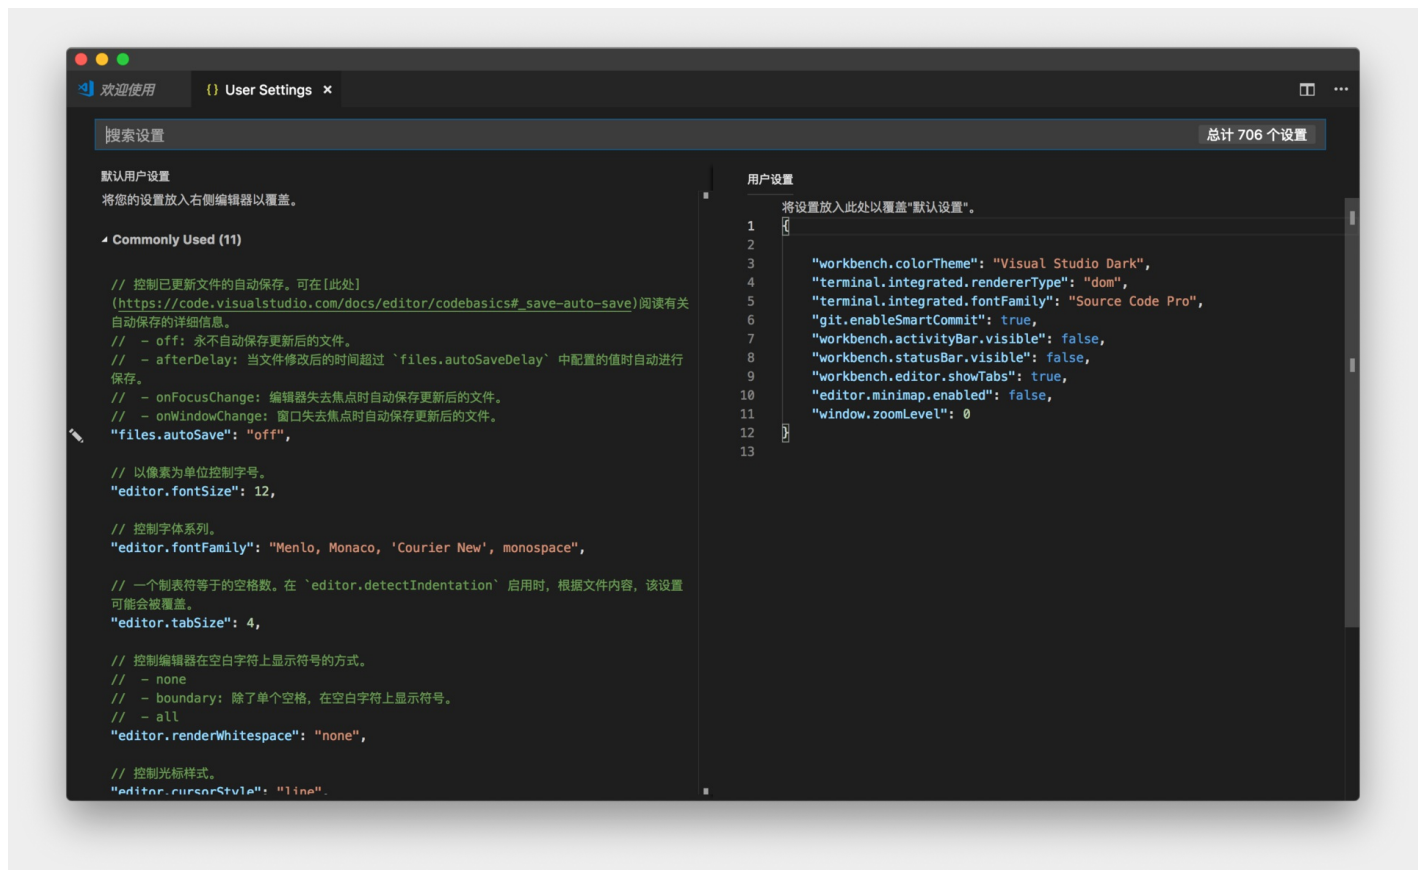 欢迎使用
{} User Settings ×
搜索设置
总计 706 个设置
默认用户设置
将您的设置放入右侧编辑器以覆盖。
Commonly Used (11)
// 控制已更新文件的自动保存。可在[此处]
(https://code.visualstudio.com/docs/editor/codebasics#_save-auto-save)阅读有关
自动保存的详细信息。
//  - off: 永不自动保存更新后的文件。
//  - afterDelay: 当文件修改后的时间超过 `files.autoSaveDelay` 中配置的值时自动进行
保存。
//  - onFocusChange: 编辑器失去焦点时自动保存更新后的文件。
//  - onWindowChange: 窗口失去焦点时自动保存更新后的文件。
"files.autoSave": "off",
// 以像素为单位控制字号。
"editor.fontSize": 12,
// 控制字体系列。
"editor.fontFamily": "Menlo, Monaco, 'Courier New', monospace",
// 一个制表符等于的空格数。在 `editor.detectIndentation` 启用时，根据文件内容，该设置
可能会被覆盖。
"editor.tabSize": 4,
// 控制编辑器在空白字符上显示符号的方式。
//  - none
//  - boundary: 除了单个空格，在空白字符上显示符号。
//  - all
"editor.renderWhitespace": "none",
// 控制光标样式。
"editor.cursorStyle": "line",
用户设置
将设置放入此处以覆盖"默认设置"。
1 {
2
3 "workbench.colorTheme": "Visual Studio Dark",
4 "terminal.integrated.rendererType": "dom",
5 "terminal.integrated.fontFamily": "Source Code Pro",
6 "git.enableSmartCommit": true,
7 "workbench.activityBar.visible": false,
8 "workbench.statusBar.visible": false,
9 "workbench.editor.showTabs": true,
10 "editor.minimap.enabled": false,
11 "window.zoomLevel": 0
12 }
13